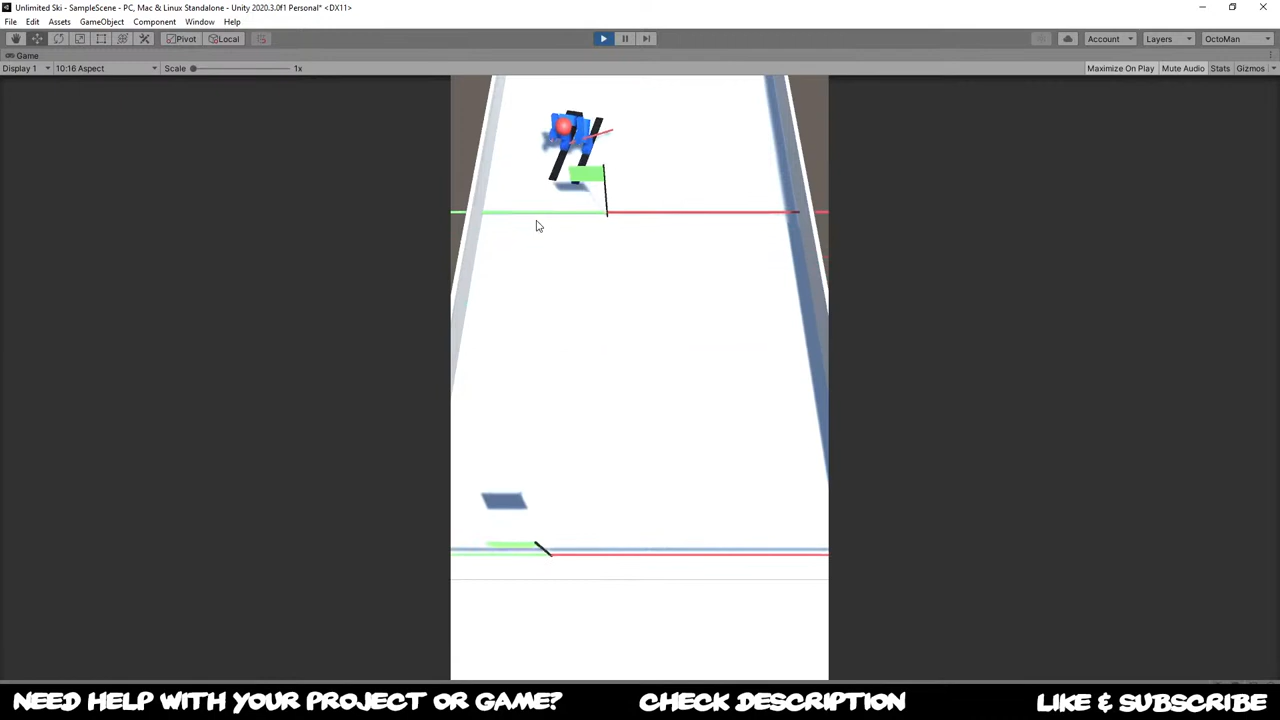 Unlimited Ski - SampleScene - PC, Mac & Linux Standalone - Unity 2020.3.0f1 Personal* <DX11>
File Edit Assets GameObject Component Window Help
Pivot Local Account Layers OctoMan
Game
Display 1 10:16 Aspect Scale 1x Maximize On Play Mute Audio Stats Gizmos
NEED HELP WITH YOUR PROJECT OR GAME? CHECK DESCRIPTION LIKE & SUBSCRIBE